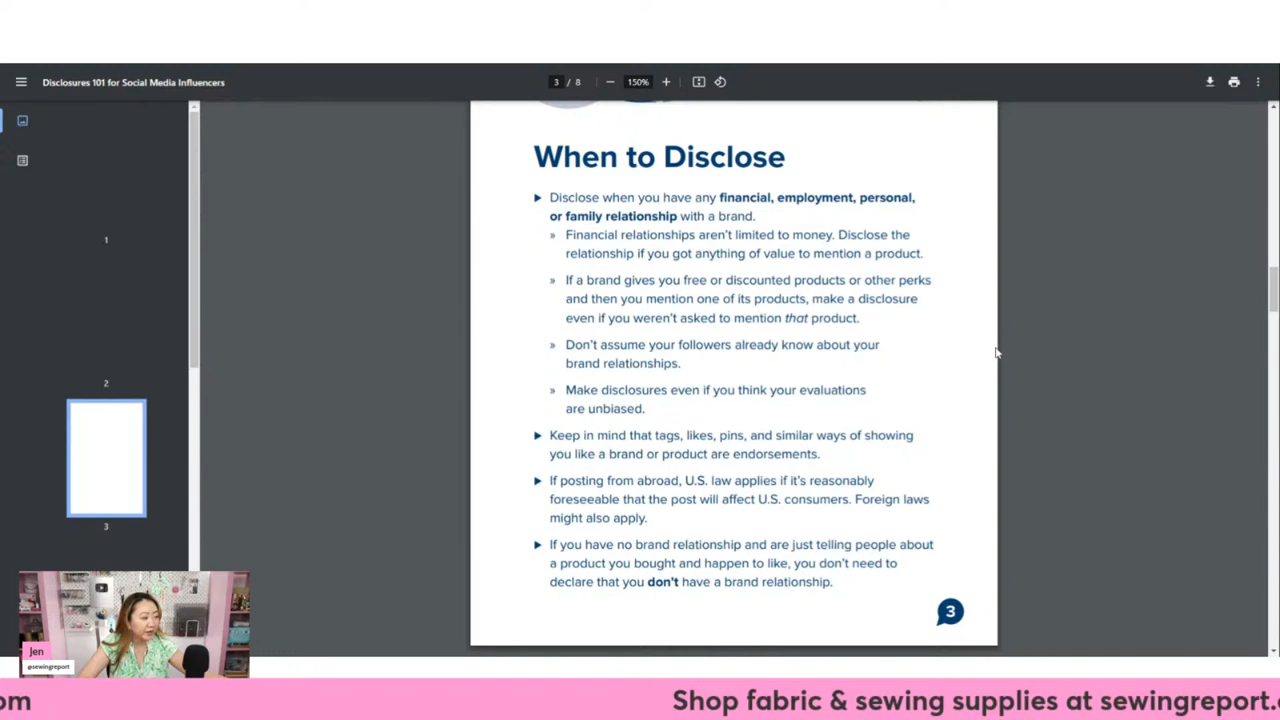 Disclosures 101 for Social Media Influencers
3 / 8
150%
1
2
3
When to Disclose
Disclose when you have any financial, employment, personal,
or family relationship with a brand.
» Financial relationships aren't limited to money. Disclose the
relationship if you got anything of value to mention a product.
» If a brand gives you free or discounted products or other perks
and then you mention one of its products, make a disclosure
even if you weren't asked to mention that product.
» Don't assume your followers already know about your
brand relationships.
» Make disclosures even if you think your evaluations
are unbiased.
Keep in mind that tags, likes, pins, and similar ways of showing
you like a brand or product are endorsements.
If posting from abroad, U.S. law applies if it's reasonably
foreseeable that the post will affect U.S. consumers. Foreign laws
might also apply.
If you have no brand relationship and are just telling people about
a product you bought and happen to like, you don't need to
declare that you don't have a brand relationship.
3
Jen
@sewingreport
om
Shop fabric & sewing supplies at sewingreport.c